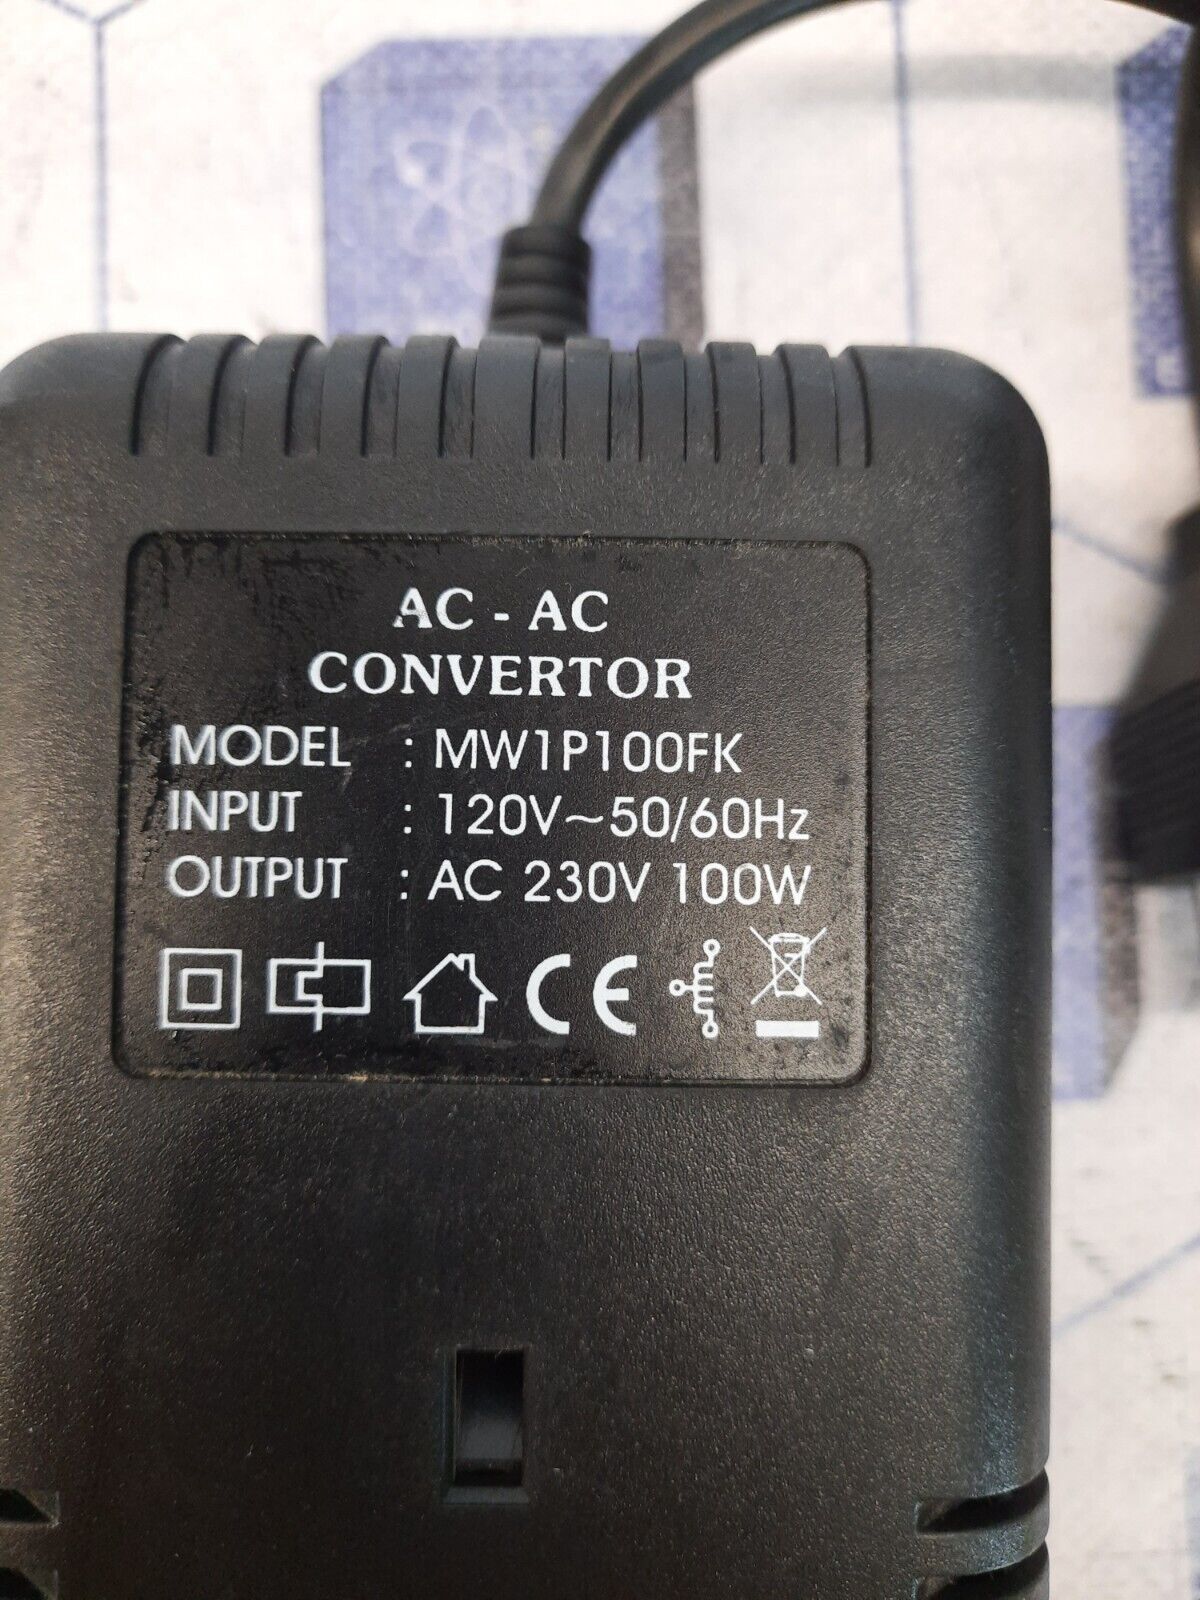 AC - AC
CONVERTOR
MODEL : MW1P100FK
INPUT : 120V~50/60Hz
OUTPUT : AC 230V 100W
CE